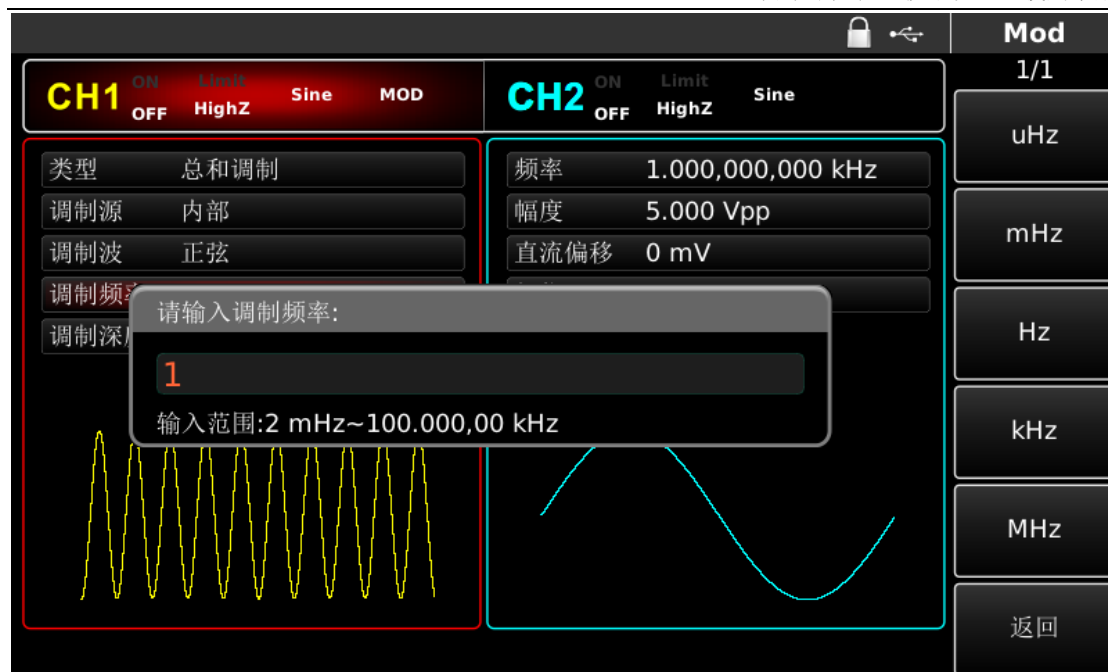 Mod
1/1
CH1 ON OFF Limit HighZ Sine MOD
CH2 ON OFF Limit HighZ Sine
类型 总和调制
调制源 内部
调制波 正弦
调制频
调制深
频率 1.000,000,000 kHz
幅度 5.000 Vpp
直流偏移 0 mV
请输入调制频率:
1
输入范围:2 mHz~100.000,00 kHz
uHz
mHz
Hz
kHz
MHz
返回